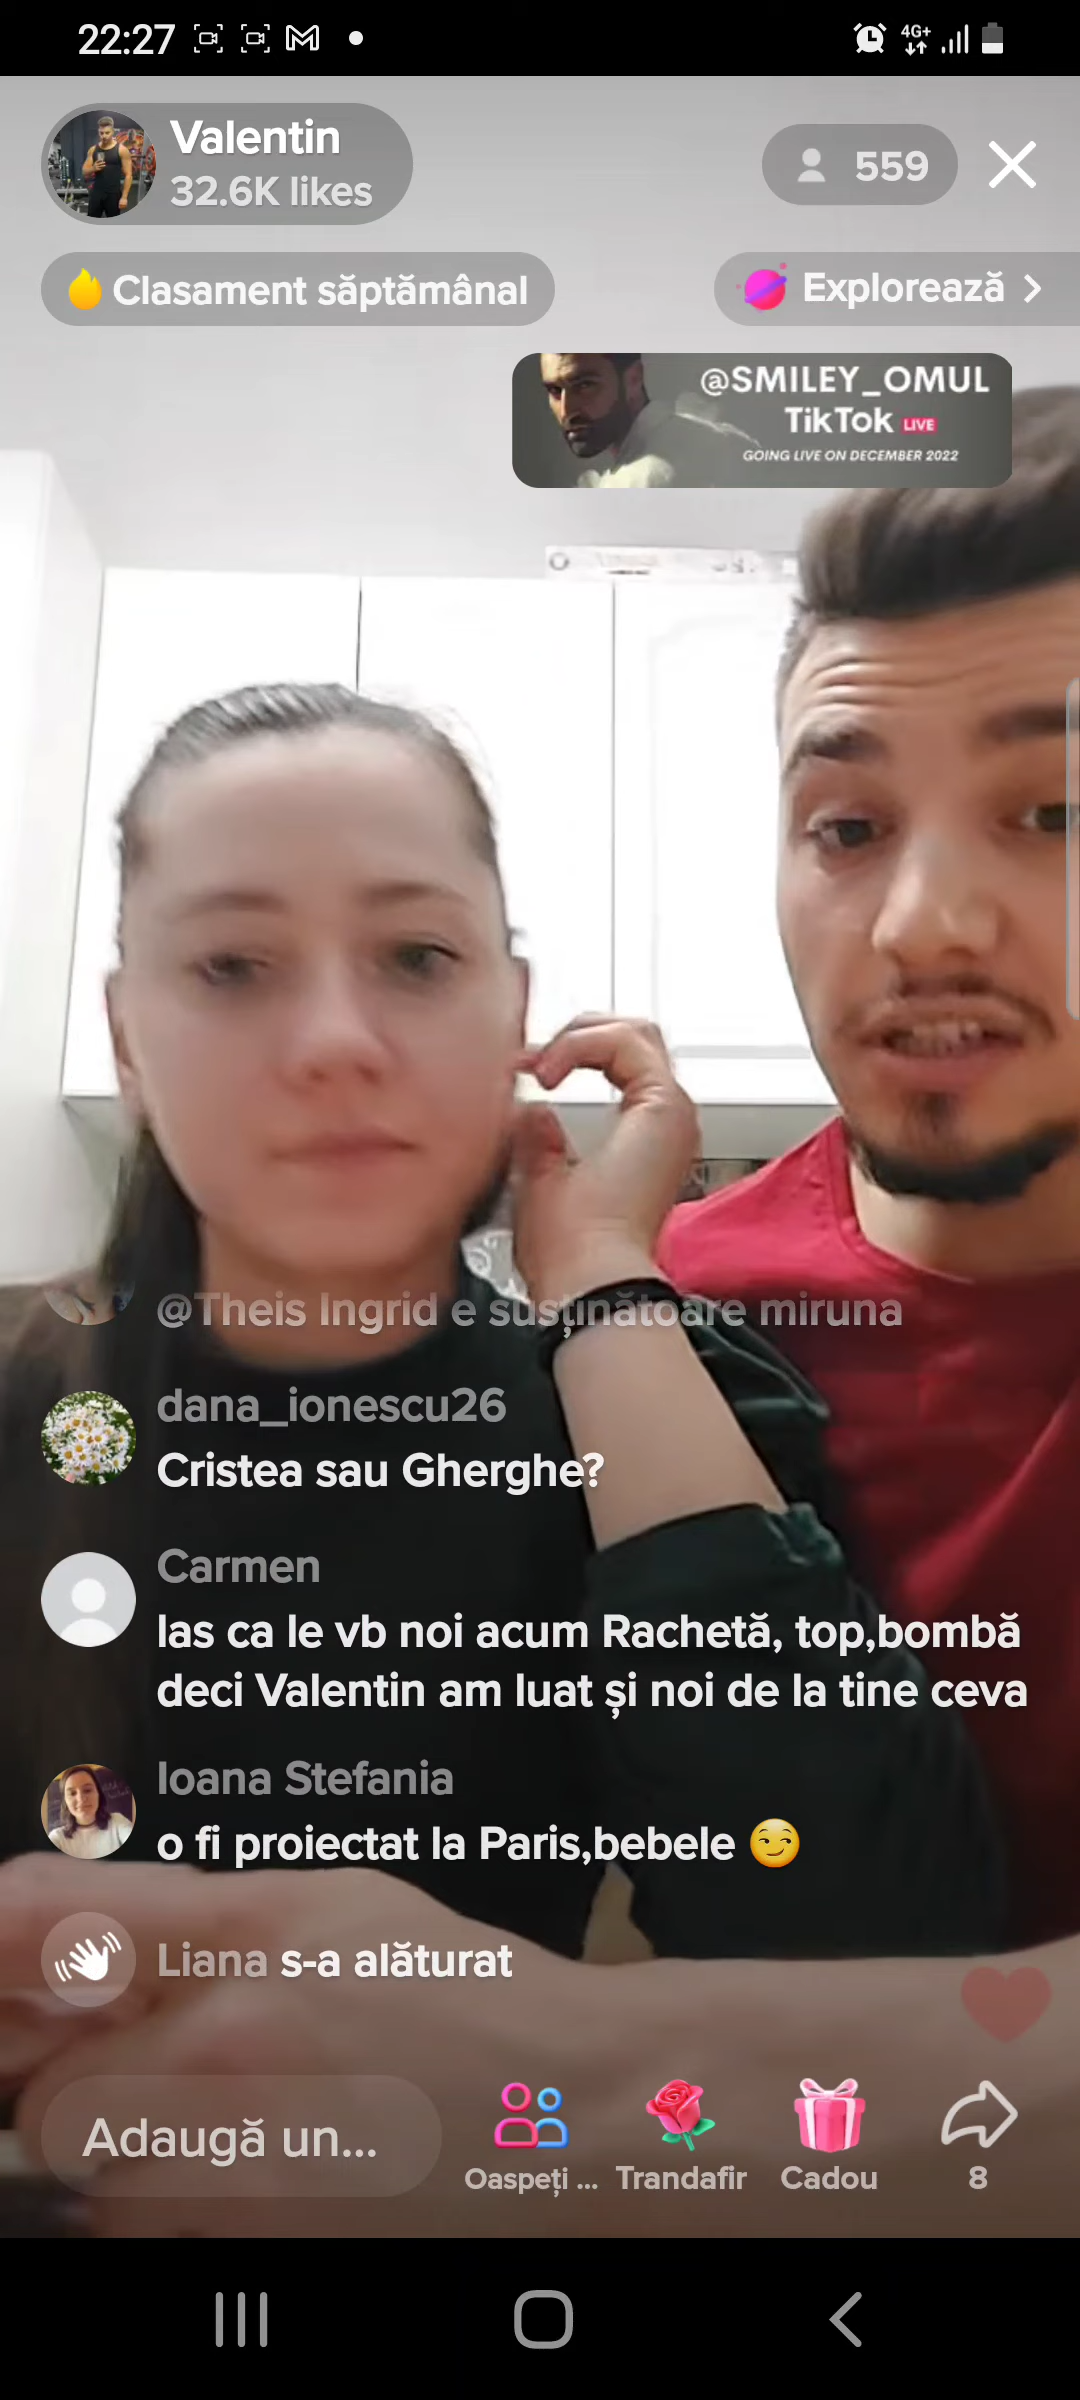 22:27
4G+
Valentin
32.6K likes
559
Clasament săptămânal
Explorează
@SMILEY_OMUL
TikTok LIVE
GOING LIVE ON DECEMBER 2022
@Theis Ingrid e susținătoare miruna
dana_ionescu26
Cristea sau Gherghe?
Carmen
las ca le vb noi acum Rachetă, top,bombă
deci Valentin am luat și noi de la tine ceva
Ioana Stefania
o fi proiectat la Paris,bebele 😏
Liana s-a alăturat
Adaugă un...
Oaspeți ...
Trandafir
Cadou
8